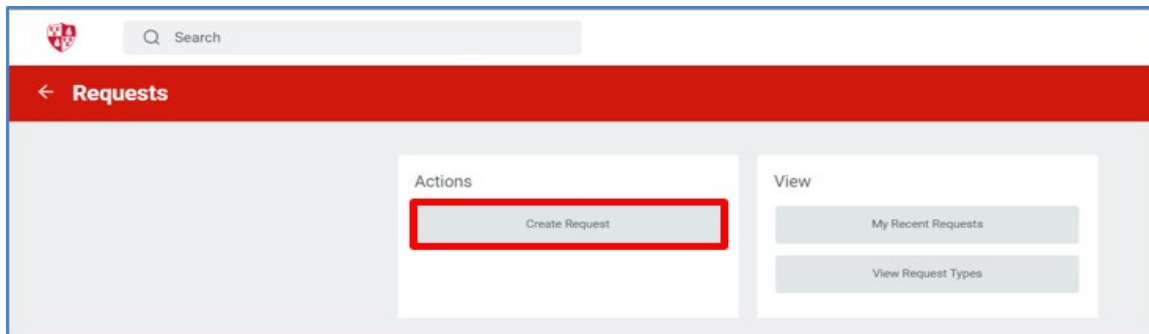 Search
Requests
Actions
Create Request
View
My Recent Requests
View Request Types